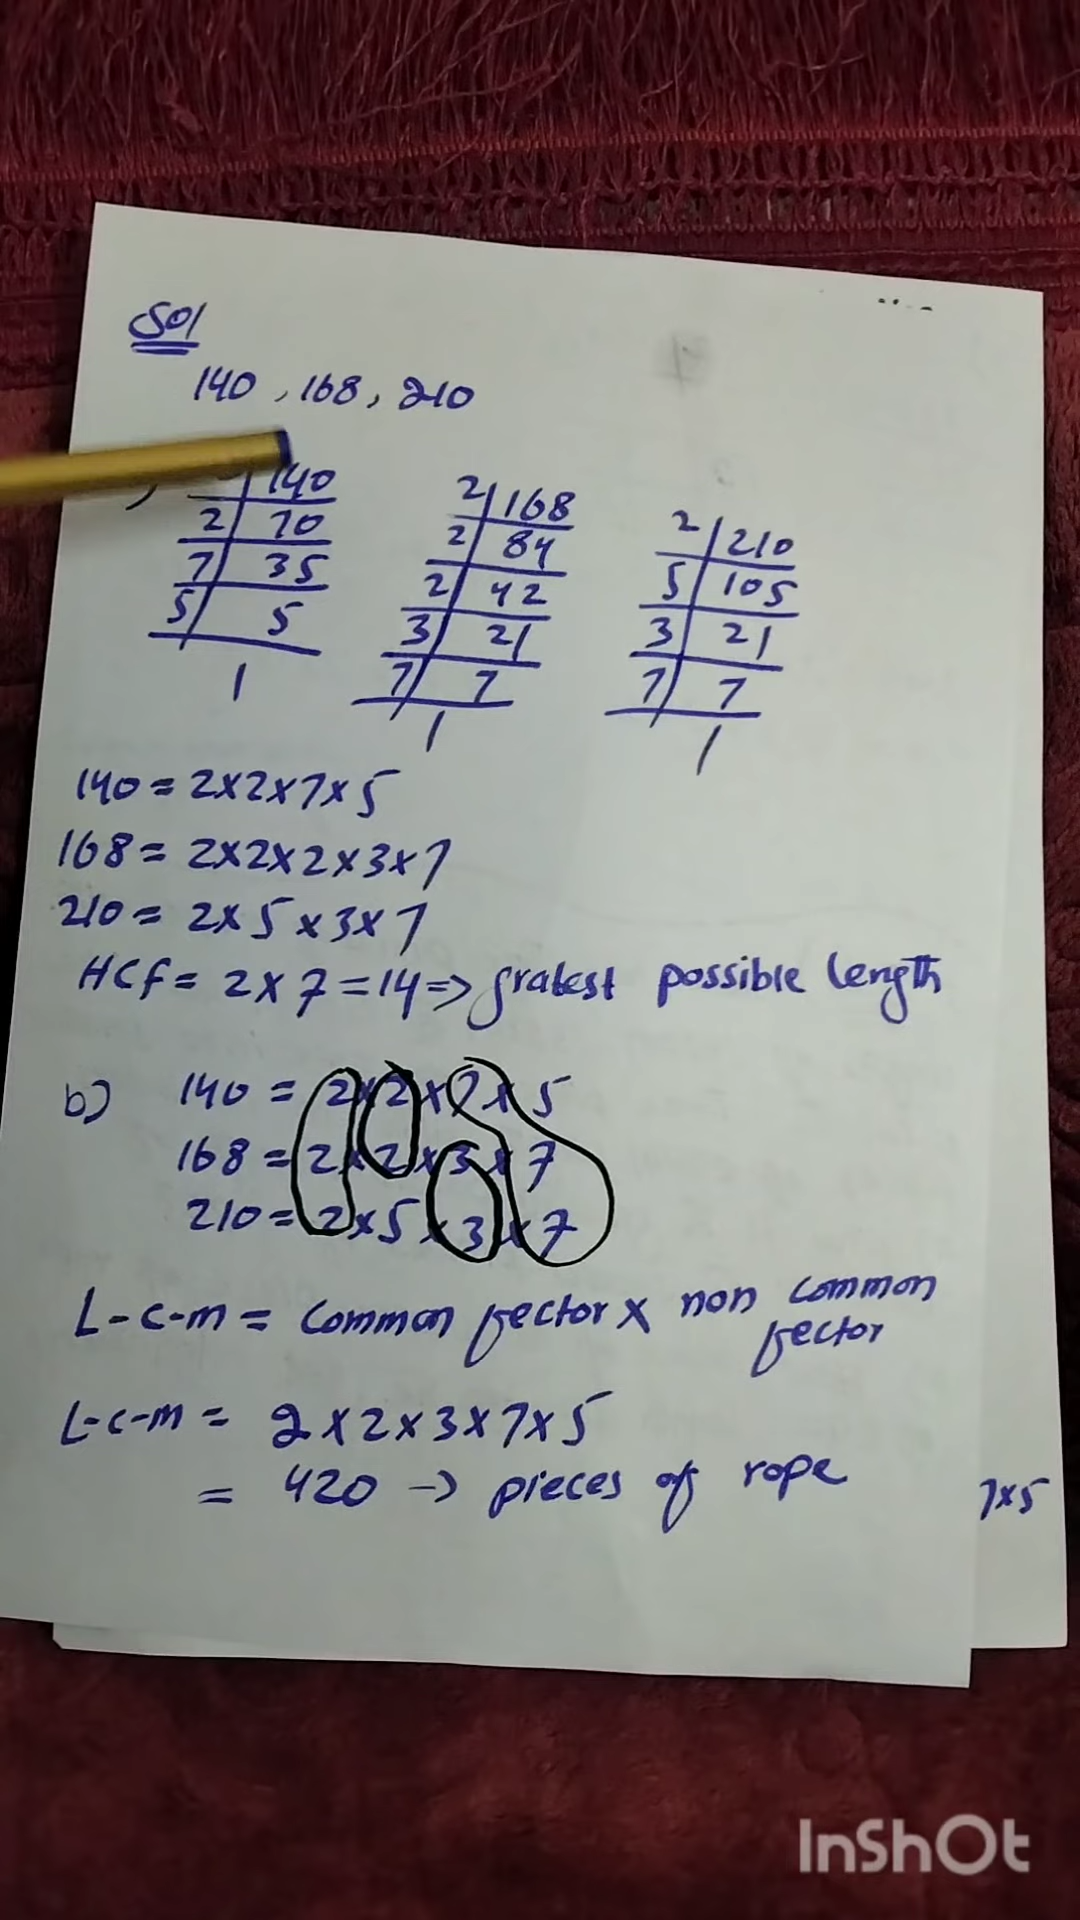 Sol
140, 168, 210
140
2 70
7 35
5 5
1
2 168
2 84
2 42
3 21
7 7
1
2 210
5 105
3 21
7 7
1
140 = 2×2×7×5
168 = 2×2×2×3×7
210 = 2×5×3×7
HCf = 2×7=14=> gratest possible length
b) 140 = 2×2×7×5
168 = 2×2×3×7
210 = 2×5×3×7
L-c-m = Common fector × non common
fector
L-c-m = 2×2×3×7×5
= 420 -> pieces of rope
7×5
InShOt